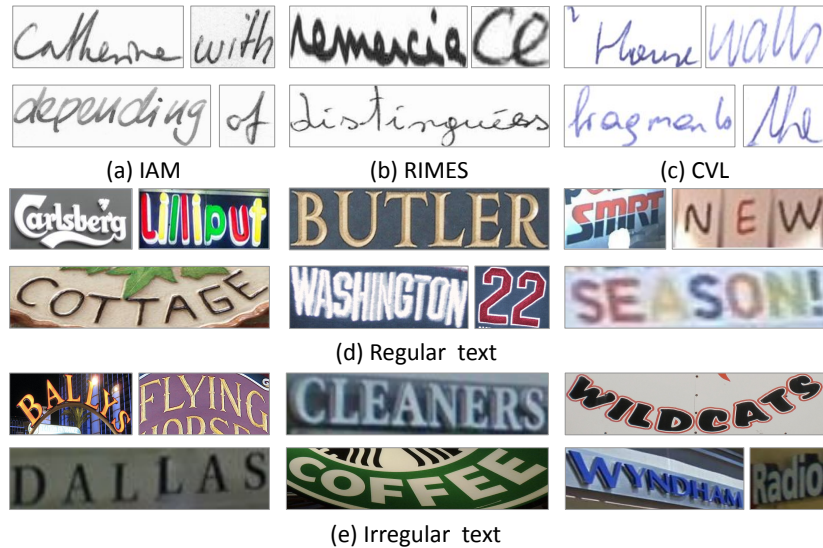 Catherine with remercie Ce House walls
depending of distinguées fragments the
(a) IAM (b) RIMES (c) CVL
Carlsberg Lilliput BUTLER SMRT NEW
COTTAGE WASHINGTON 22 SEASON!
(d) Regular text
BALLYS FLYING CLEANERS WILDCATS
DALLAS COFFEE WYNDHAM Radio
(e) Irregular text